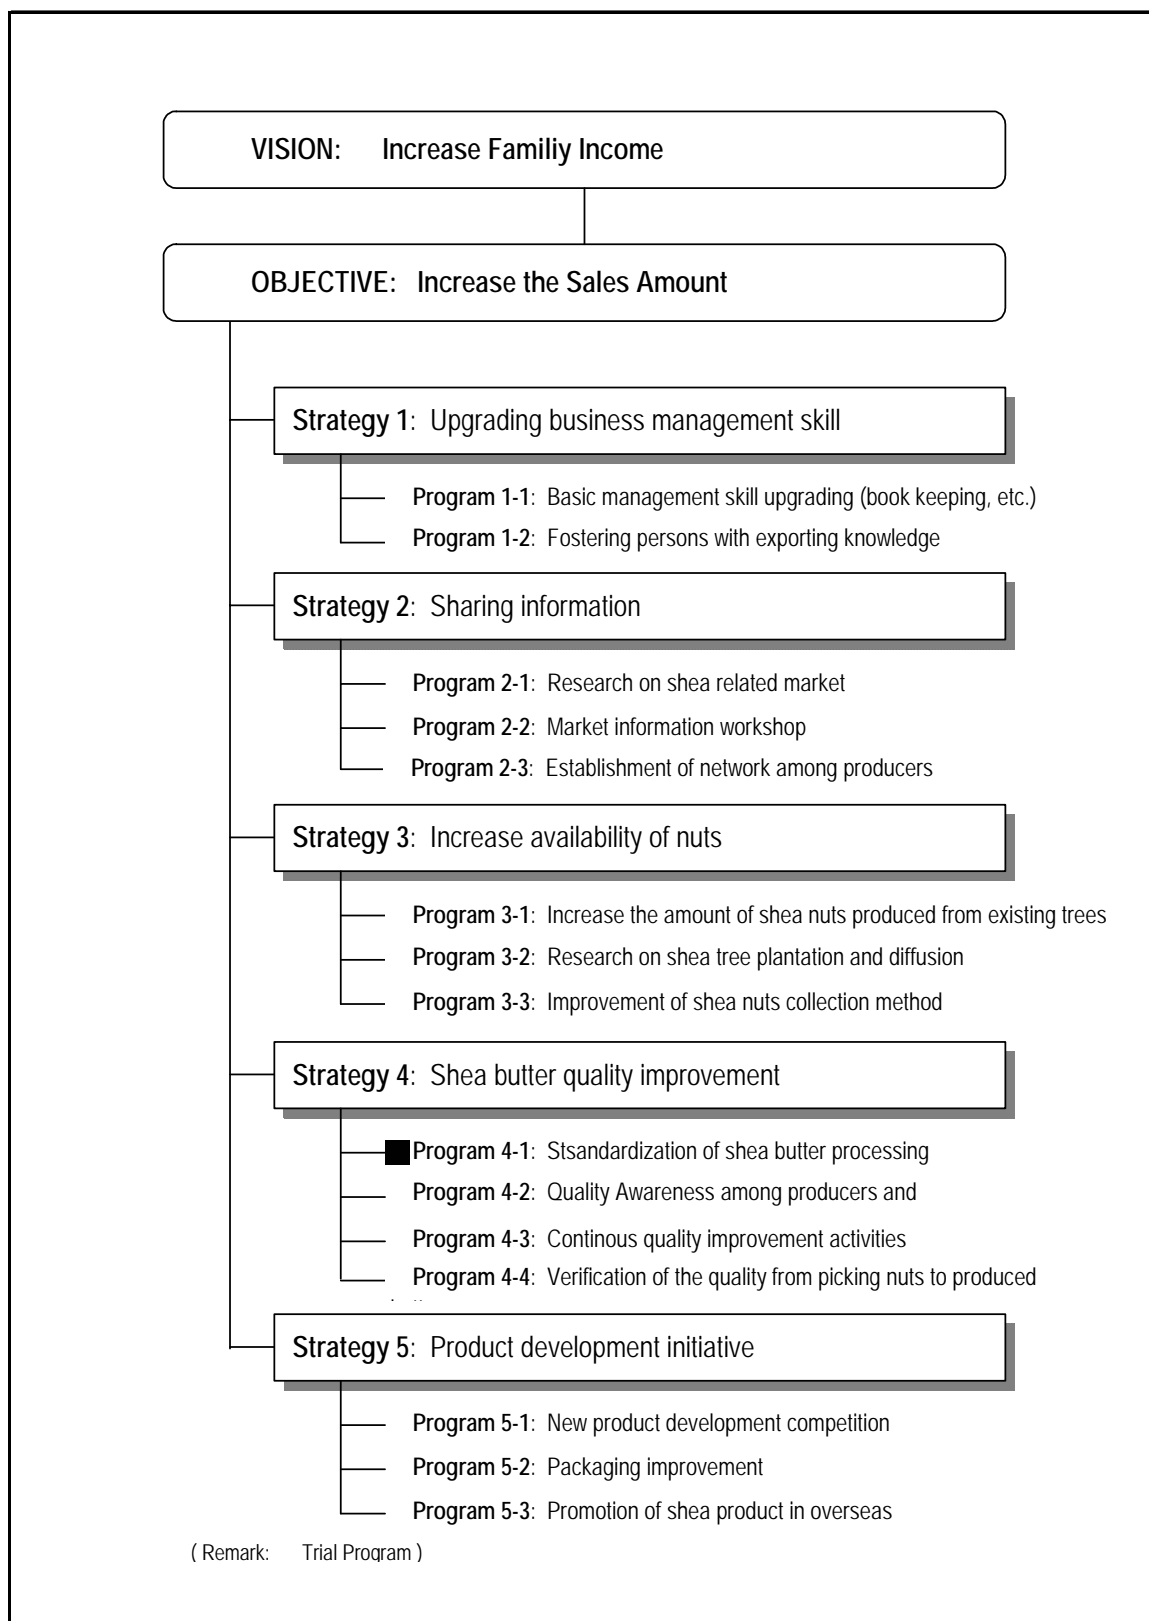 VISION: Increase Familiy Income
OBJECTIVE: Increase the Sales Amount
Strategy 1: Upgrading business management skill
Program 1-1: Basic management skill upgrading (book keeping, etc.)
Program 1-2: Fostering persons with exporting knowledge
Strategy 2: Sharing information
Program 2-1: Research on shea related market
Program 2-2: Market information workshop
Program 2-3: Establishment of network among producers
Strategy 3: Increase availability of nuts
Program 3-1: Increase the amount of shea nuts produced from existing trees
Program 3-2: Research on shea tree plantation and diffusion
Program 3-3: Improvement of shea nuts collection method
Strategy 4: Shea butter quality improvement
Program 4-1: Stsandardization of shea butter processing
Program 4-2: Quality Awareness among producers and
Program 4-3: Continous quality improvement activities
Program 4-4: Verification of the quality from picking nuts to produced
Strategy 5: Product development initiative
Program 5-1: New product development competition
Program 5-2: Packaging improvement
Program 5-3: Promotion of shea product in overseas
( Remark: Trial Program )